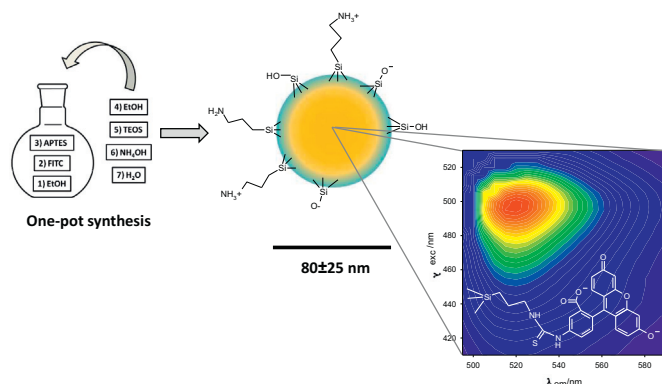 4) EtOH
5) TEOS
6) NH₄OH
7) H₂O
3) APTES
2) FITC
1) EtOH
One-pot synthesis
NH₃⁺
O⁻
HO
Si
Si
Si
H₂N
Si
Si-OH
Si
NH₃⁺
Si
O⁻
80±25 nm
520
500
480
460
440
420
λ exc /nm
O
O⁻
O
O
Si
NH
S
N
H
O⁻
500
520
540
560
580
λ em/nm